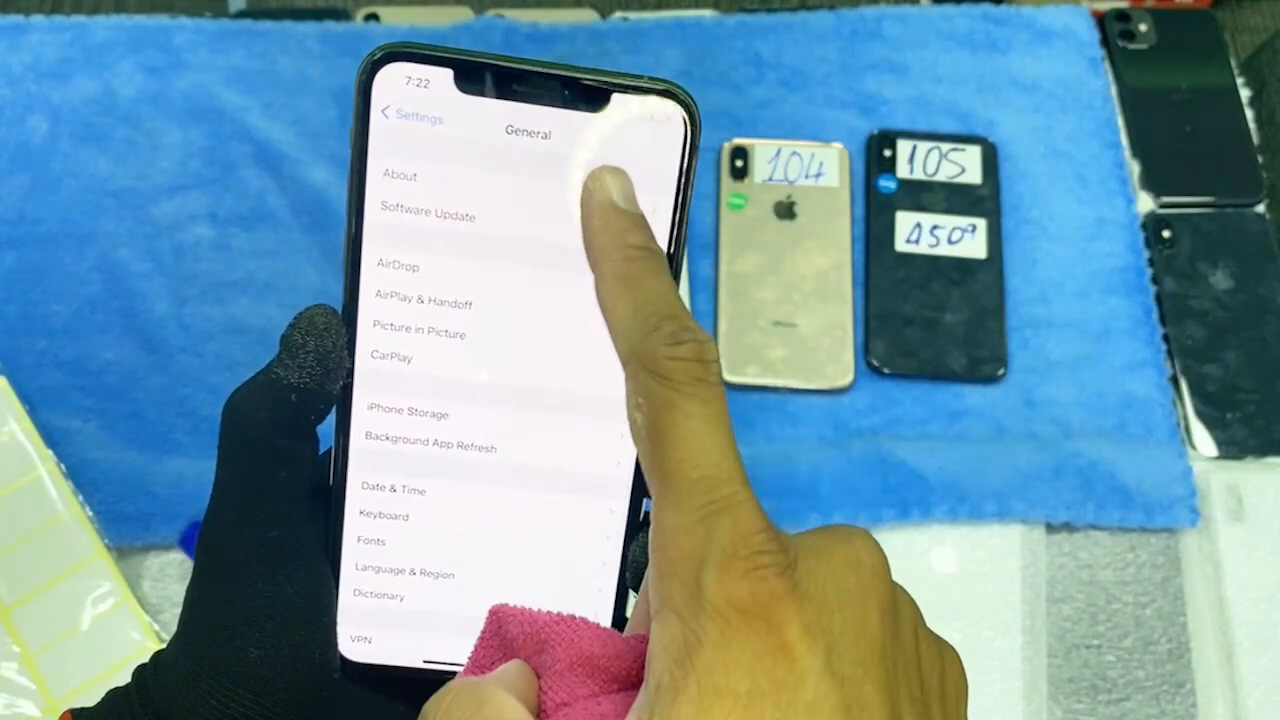 7:22
Settings
General
About
Software Update
AirDrop
AirPlay & Handoff
Picture in Picture
CarPlay
iPhone Storage
Background App Refresh
Date & Time
Keyboard
Fonts
Language & Region
Dictionary
VPN
104
105